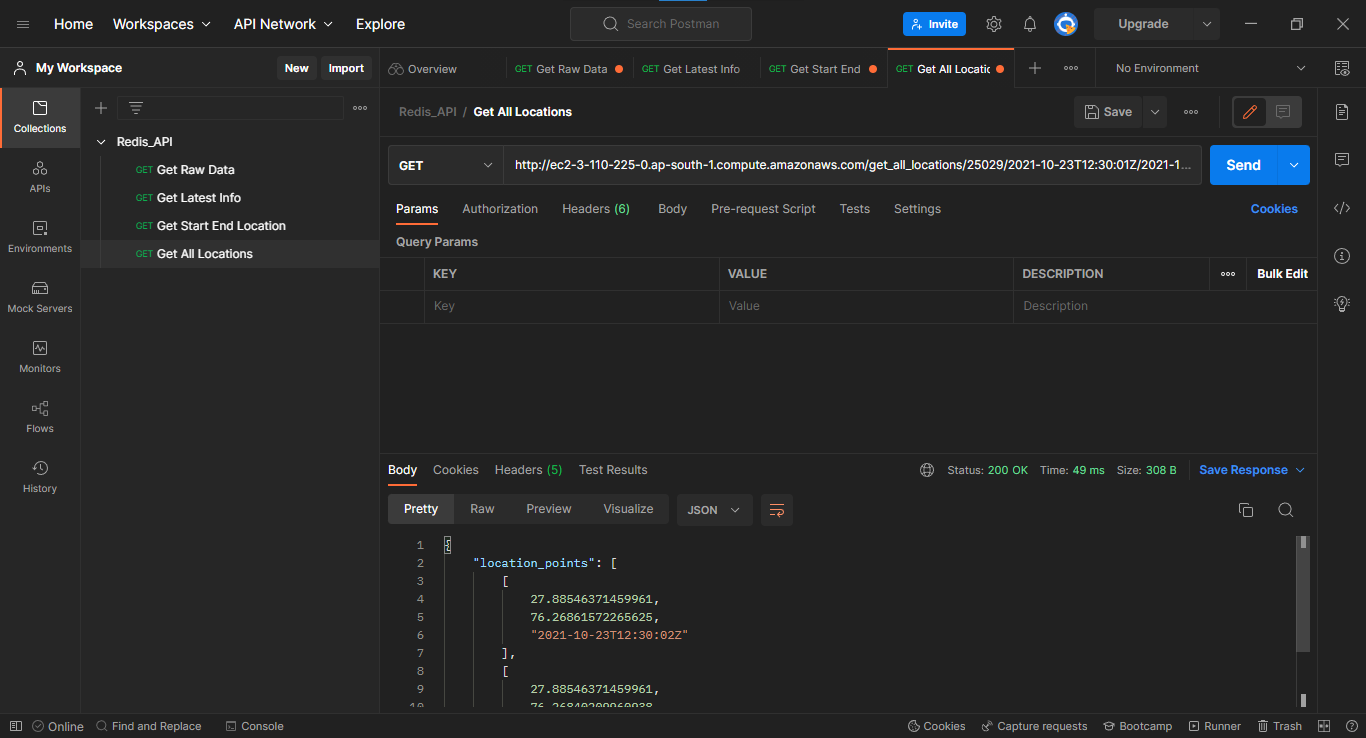 Home Workspaces API Network Explore Search Postman Invite Upgrade
My Workspace New Import Overview GET Get Raw Data GET Get Latest Info GET Get Start End GET Get All Locatic No Environment
Collections
APIs
Environments
Mock Servers
Monitors
Flows
History
Redis_API
GET Get Raw Data
GET Get Latest Info
GET Get Start End Location
GET Get All Locations
Redis_API / Get All Locations Save
GET http://ec2-3-110-225-0.ap-south-1.compute.amazonaws.com/get_all_locations/25029/2021-10-23T12:30:01Z/2021-1... Send
Params Authorization Headers (6) Body Pre-request Script Tests Settings Cookies
Query Params
KEY VALUE DESCRIPTION Bulk Edit
Key Value Description
Body Cookies Headers (5) Test Results Status: 200 OK Time: 49 ms Size: 308 B Save Response
Pretty Raw Preview Visualize JSON
1 {
2 "location_points": [
3 [
4 27.88546371459961,
5 76.26861572265625,
6 "2021-10-23T12:30:02Z"
7 ],
8 [
9 27.88546371459961,
10 76.26840209960938
Online Find and Replace Console Cookies Capture requests Bootcamp Runner Trash